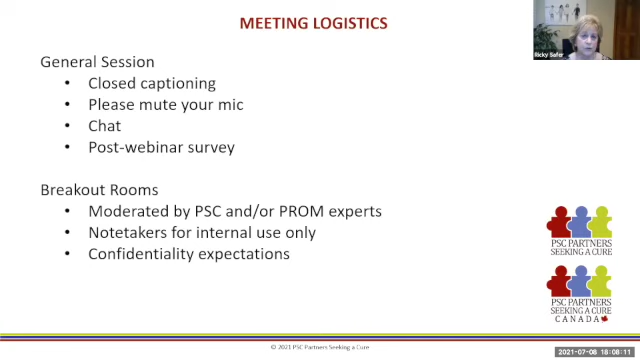 MEETING LOGISTICS
Ricky Safer
General Session
• Closed captioning
• Please mute your mic
• Chat
• Post-webinar survey
Breakout Rooms
• Moderated by PSC and/or PROM experts
• Notetakers for internal use only
• Confidentiality expectations
PSC PARTNERS
SEEKING A CURE
PSC PARTNERS
SEEKING A CURE
CANADA
© 2021 PSC Partners Seeking a Cure
2021-07-08 18:08:11